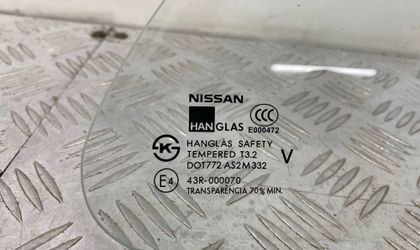 NISSAN
HANGLAS
CCC
E000472
HANGLAS SAFETY
TEMPERED T3.2
DOT772 AS2M332
V
E4
43R-000070
TRANSPARÊNCIA 70% MIN.